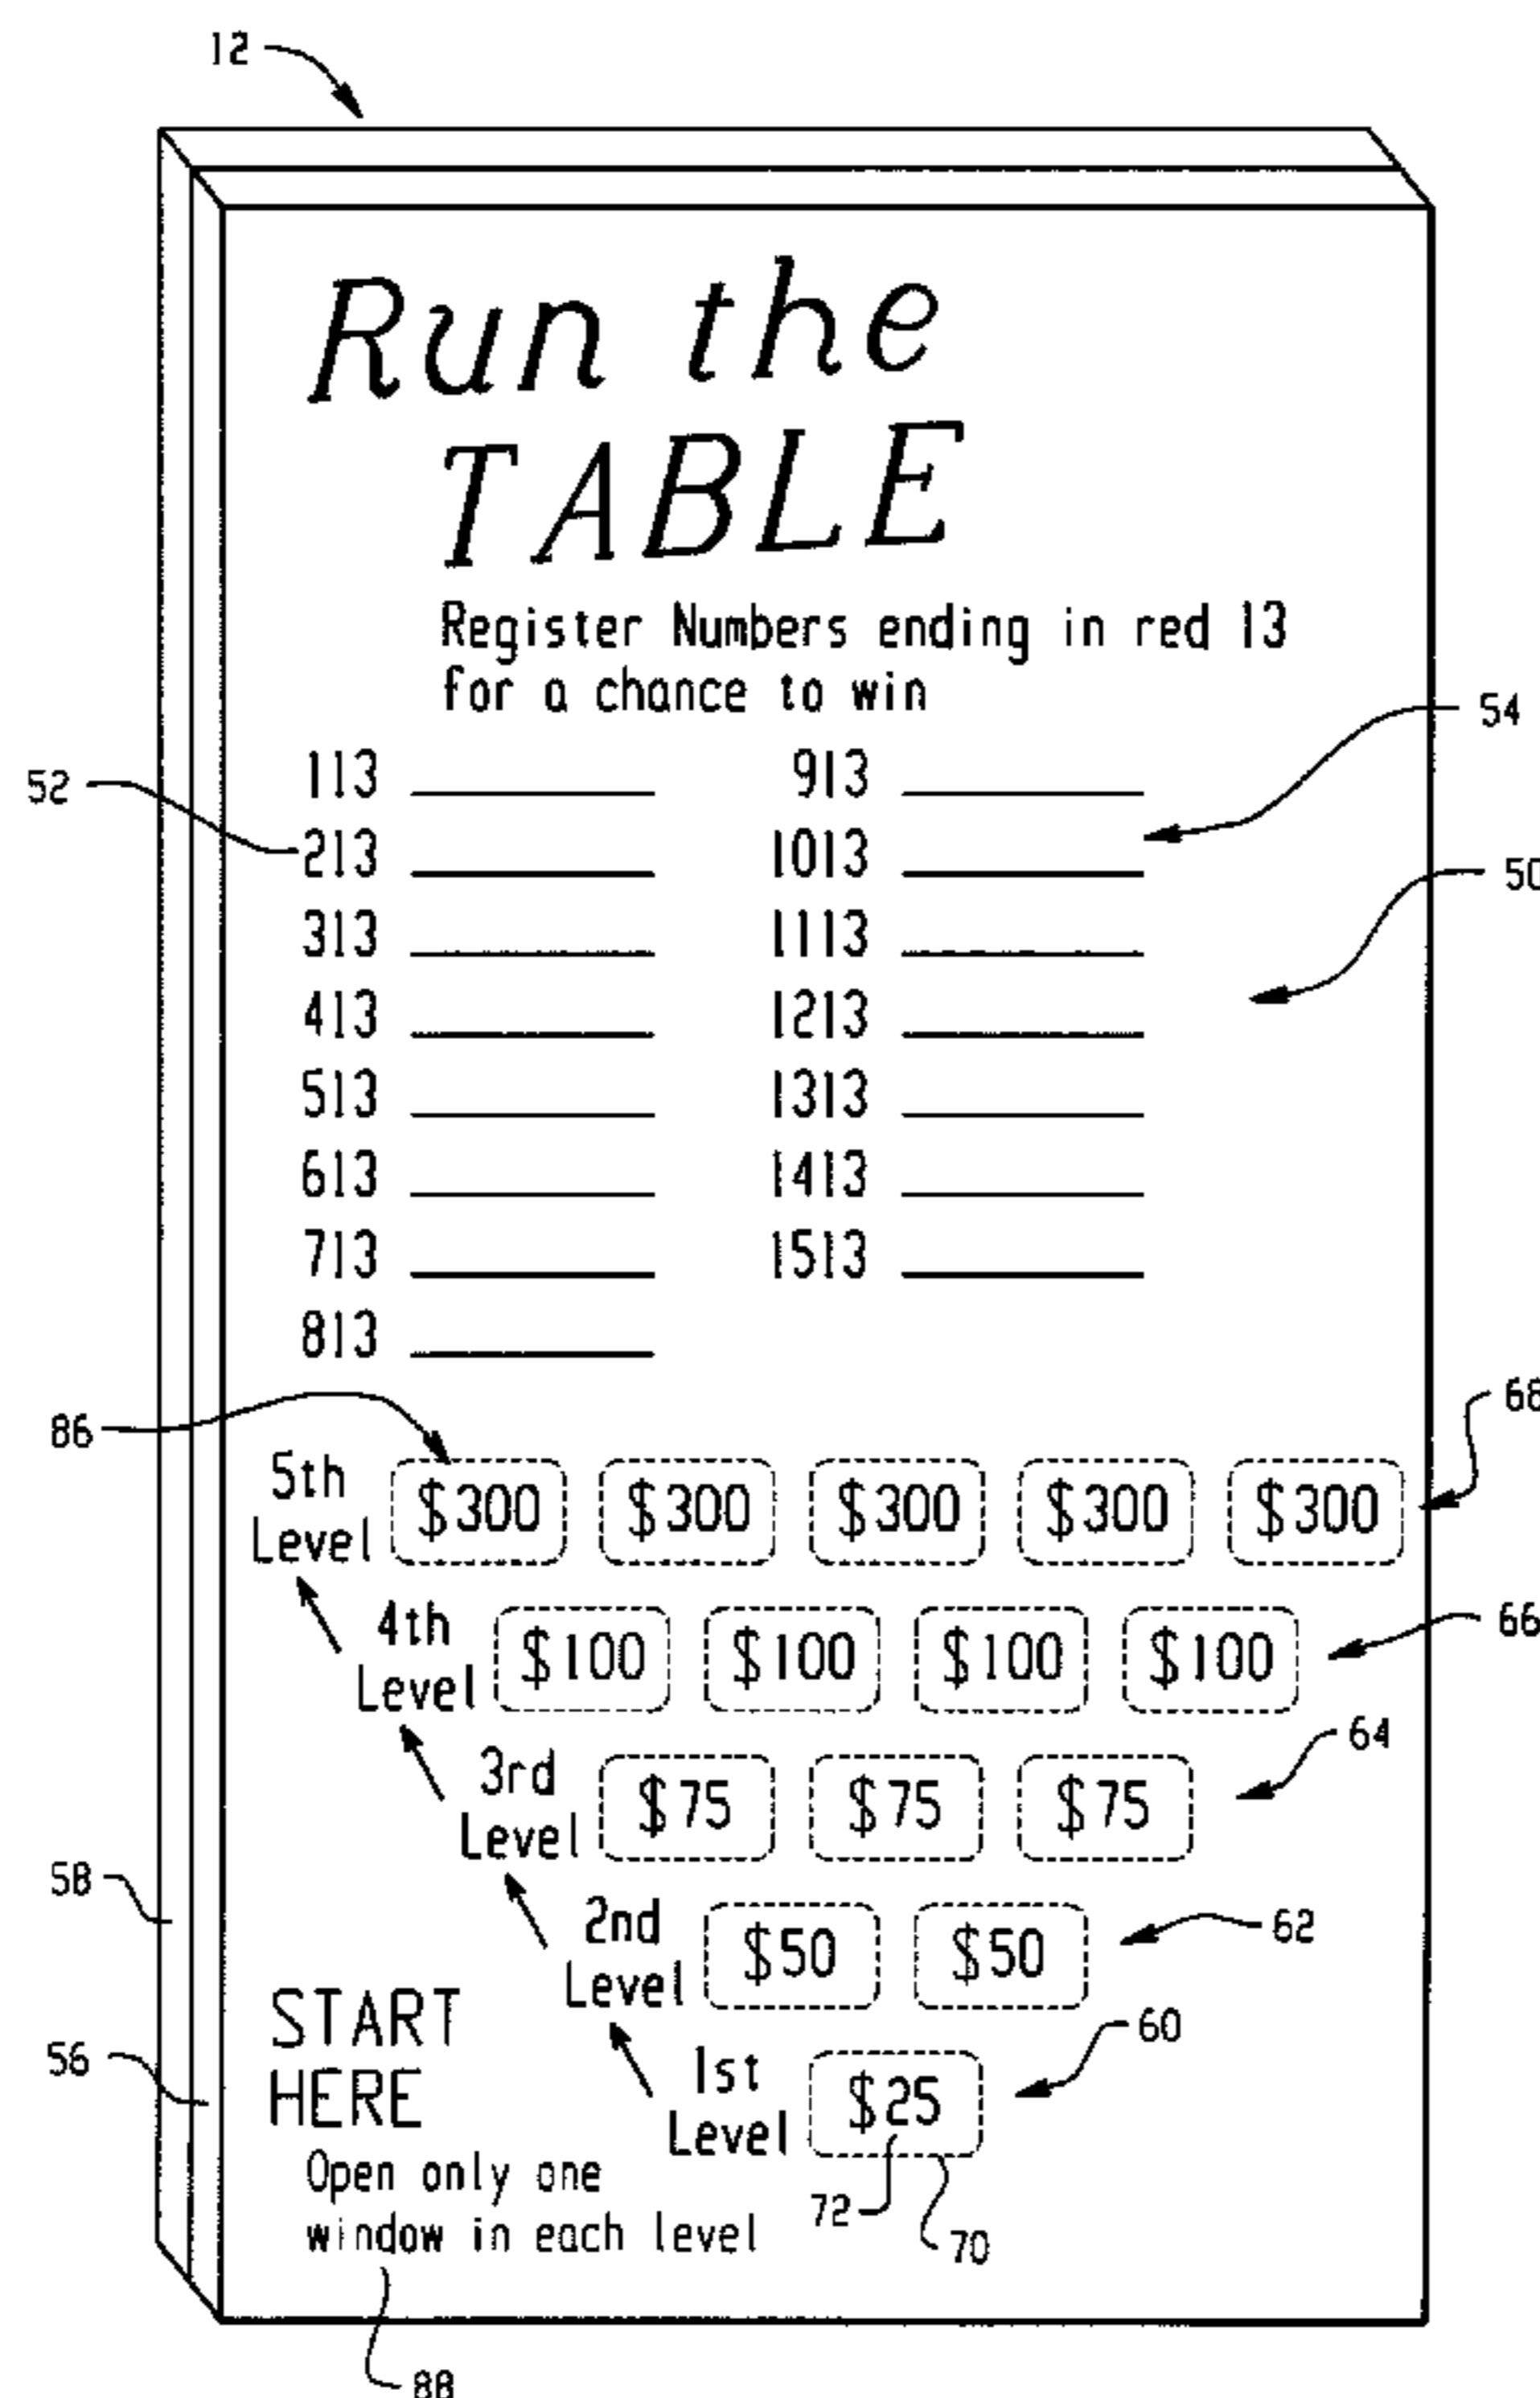 12
Run the
TABLE
Register Numbers ending in red 13
for a chance to win
54
52
113 913
213 1013
50
313 1113
413 1213
513 1313
613 1413
713 1513
813
68
86
5th
Level
$300 $300 $300 $300 $300
66
4th
Level
$100 $100 $100 $100
64
3rd
Level
$75 $75 $75
58
2nd
Level
$50 $50
62
START
HERE
56
60
1st
Level
$25
Open only one
window in each level
72
70
88